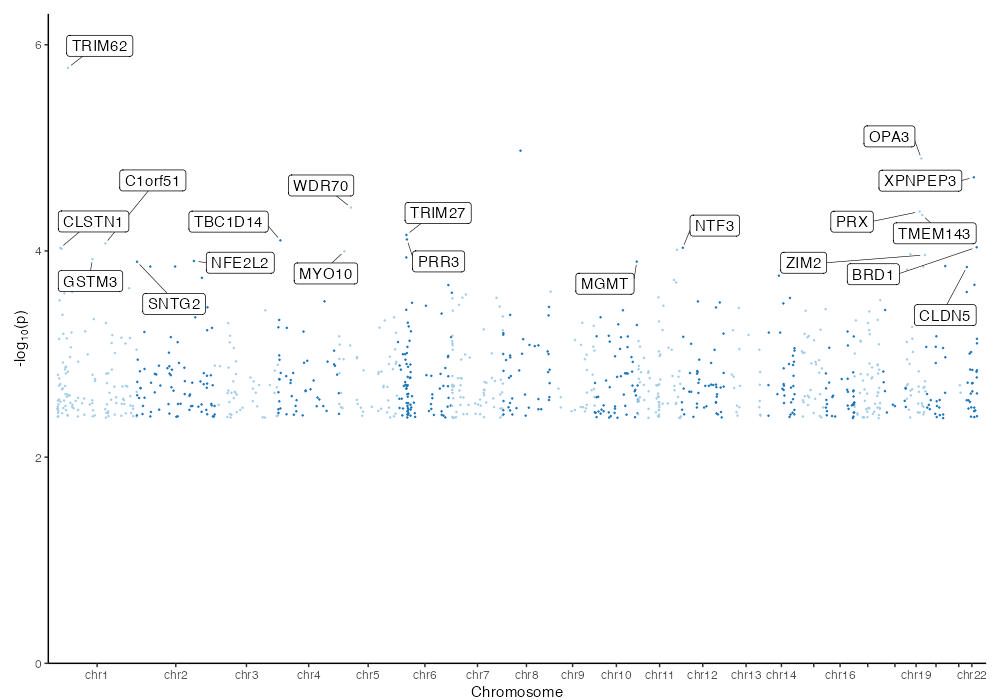 6
TRIM62
OPA3
C1orf51
WDR70
XPNPEP3
CLSTN1
TBC1D14
TRIM27
NTF3
PRX
TMEM143
4
GSTM3
NFE2L2
MYO10
PRR3
MGMT
ZIM2
BRD1
SNTG2
CLDN5
-log10(p)
2
0
chr1 chr2 chr3 chr4 chr5 chr6 chr7 chr8 chr9 chr10 chr11 chr12 chr13 chr14 chr16 chr19 chr22
Chromosome